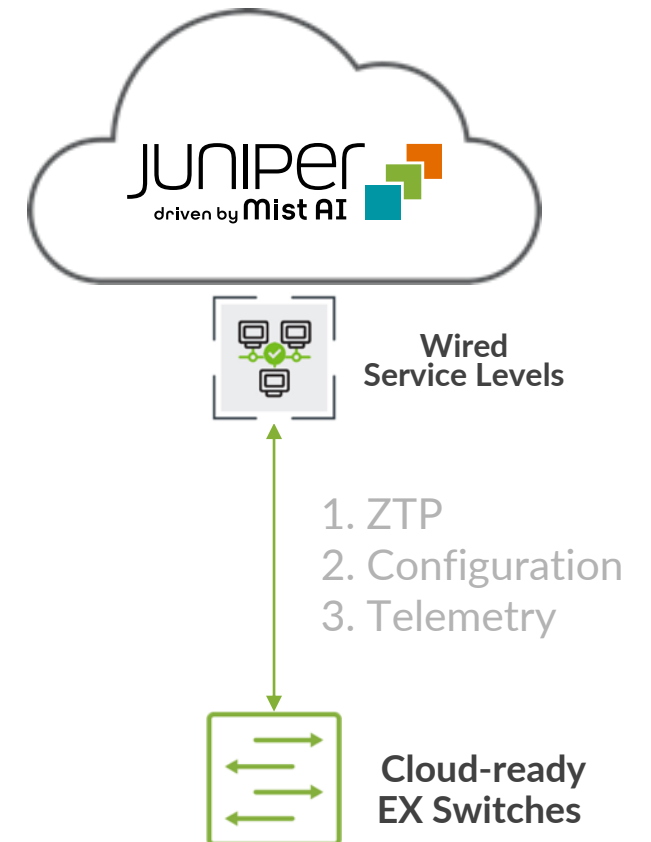 JUNIPer
driven by Mist AI
Wired
Service Levels
1. ZTP
2. Configuration
3. Telemetry
Cloud-ready
EX Switches